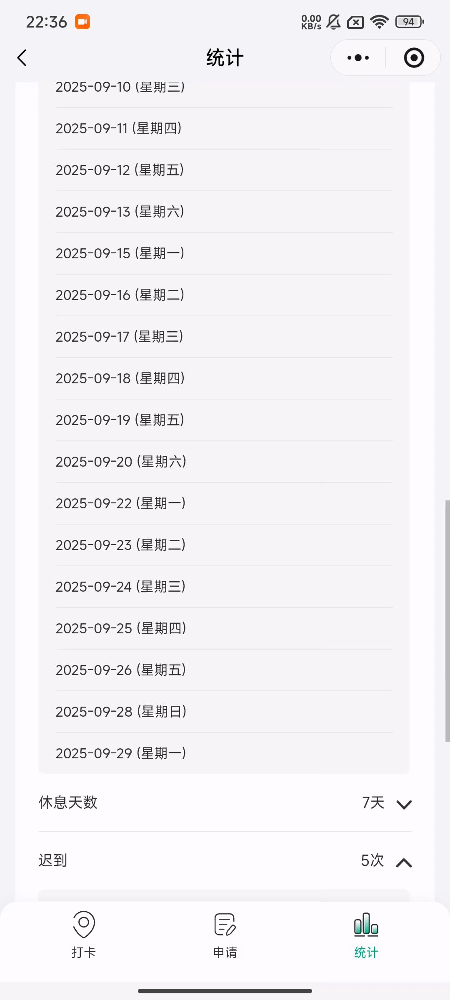 22:36
0.00
KB/s
94
统计
2025-09-10 (星期三)
2025-09-11 (星期四)
2025-09-12 (星期五)
2025-09-13 (星期六)
2025-09-15 (星期一)
2025-09-16 (星期二)
2025-09-17 (星期三)
2025-09-18 (星期四)
2025-09-19 (星期五)
2025-09-20 (星期六)
2025-09-22 (星期一)
2025-09-23 (星期二)
2025-09-24 (星期三)
2025-09-25 (星期四)
2025-09-26 (星期五)
2025-09-28 (星期日)
2025-09-29 (星期一)
休息天数 7天
迟到 5次
打卡
申请
统计